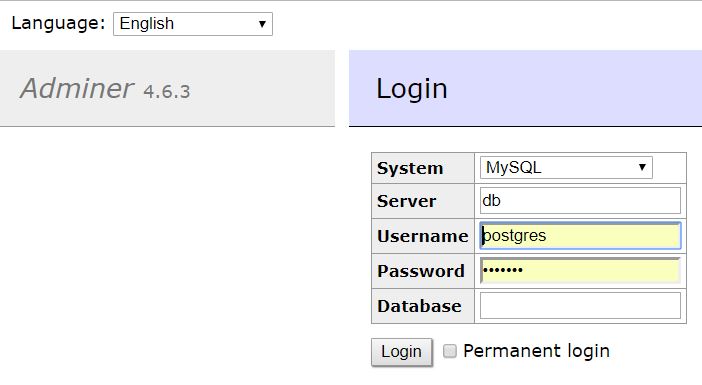 Language: English
Adminer 4.6.3
Login
System MySQL
Server db
Username postgres
Password •••••••
Database
Login Permanent login